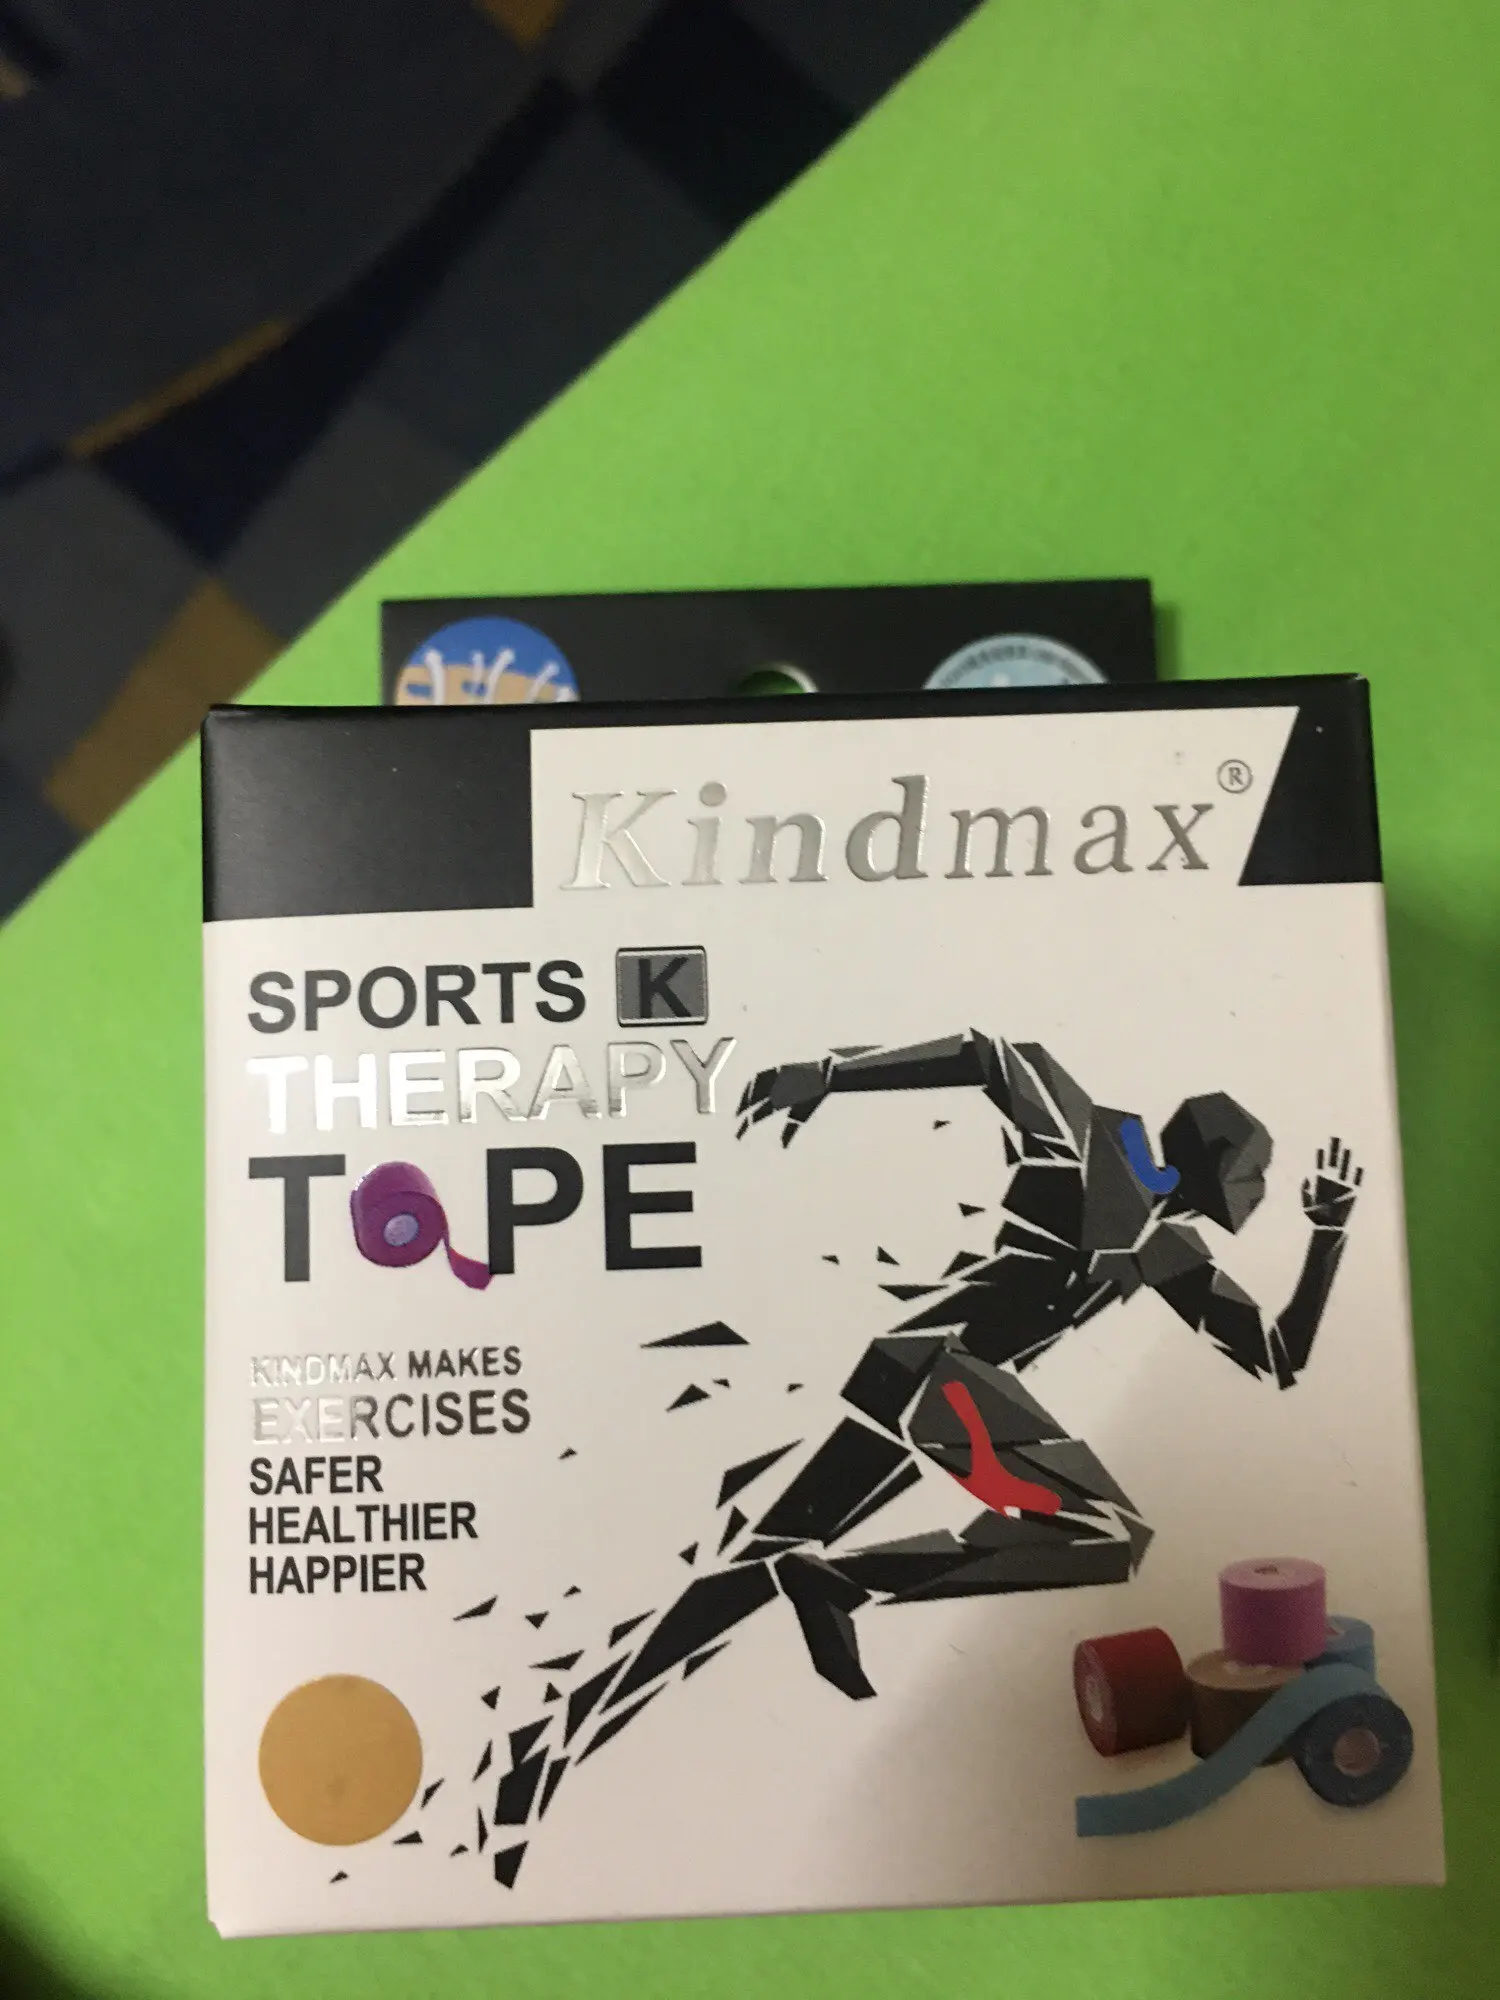 Kindmax®
SPORTS K
THERAPY
TAPE
KINDMAX MAKES
EXERCISES
SAFER
HEALTHIER
HAPPIER